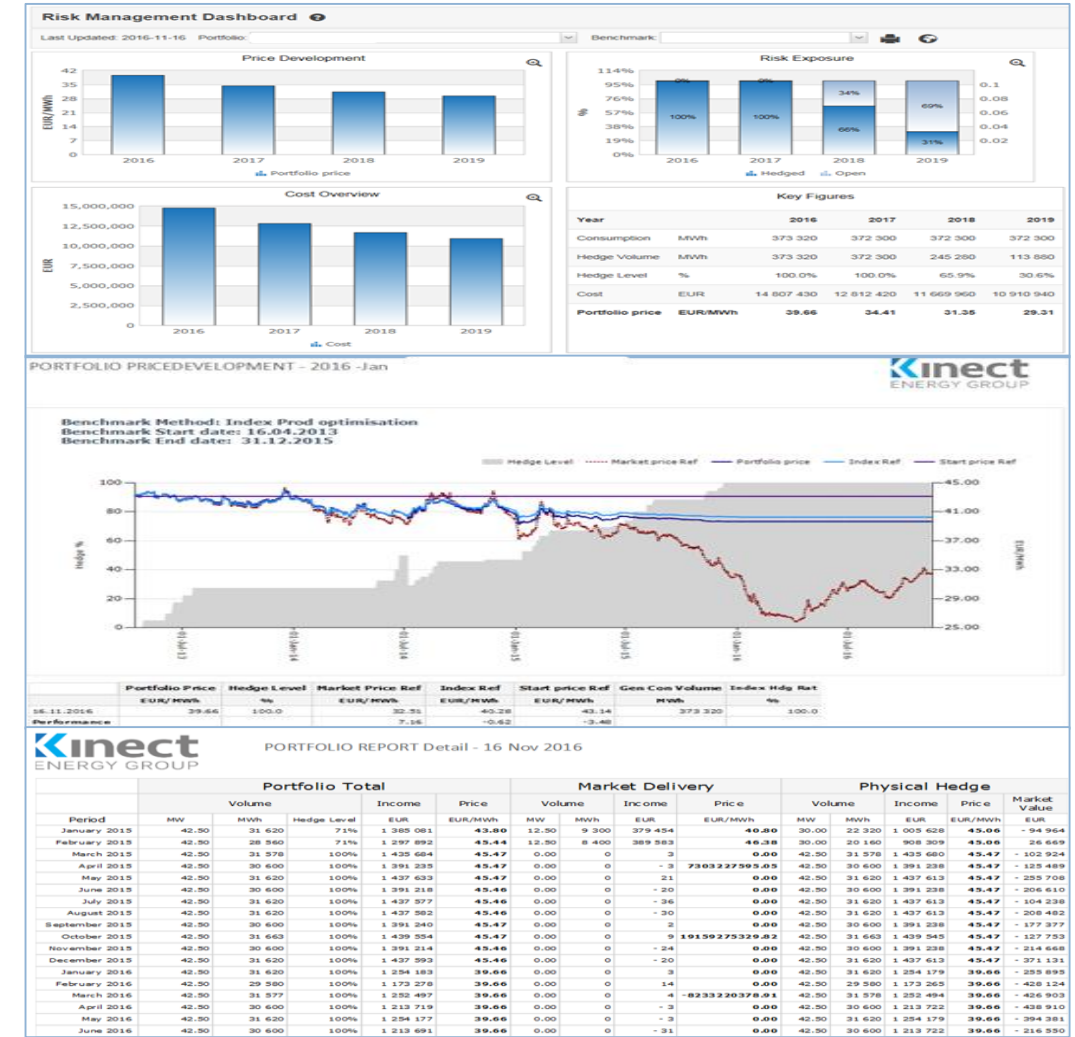 Risk Management Dashboard ?
Last Updated: 2016-11-16 Portfolio: Benchmark:
Price Development
42
35
28
21
14
7
0
EUR/MWh
2016 2017 2018 2019
Portfolio price
Risk Exposure
114%
95%
76%
57%
38%
19%
0%
%
0% 0% 34% 69%
100% 100% 66% 31%
0.1
0.08
0.06
0.04
0.02
2016 2017 2018 2019
Hedged Open
Cost Overview
15,000,000
12,500,000
10,000,000
7,500,000
5,000,000
2,500,000
0
EUR
2016 2017 2018 2019
Cost
Key Figures
Year 2016 2017 2018 2019
Consumption MWh 373 320 372 300 372 300 372 300
Hedge Volume MWh 373 320 372 300 245 280 113 880
Hedge Level % 100.0% 100.0% 65.9% 30.6%
Cost EUR 14 807 430 12 812 420 11 669 960 10 910 940
Portfolio price EUR/MWh 39.66 34.41 31.35 29.31
PORTFOLIO PRICEDEVELOPMENT - 2016 -Jan
Kinect
ENERGY GROUP
Benchmark Method: Index Prod optimisation
Benchmark Start date: 16.04.2013
Benchmark End date: 31.12.2015
Hedge Level Market price Ref Portfolio price Index Ref Start price Ref
100
80
60
40
20
0
Hedge %
45.00
41.00
37.00
33.00
29.00
25.00
EUR/MWh
01-Jul-13 01-Jan-14 01-Jul-14 01-Jan-15 01-Jul-15 01-Jan-16 01-Jul-16
Portfolio Price Hedge Level Market Price Ref Index Ref Start price Ref Gen Con Volume Index Hdg Rat
EUR/MWh % EUR/MWh EUR/MWh EUR/MWh MWh %
16.11.2016 39.66 100.0 32.51 40.28 43.14 373 320 100.0
Performance 7.16 -0.62 -3.48
Kinect
ENERGY GROUP
PORTFOLIO REPORT Detail - 16 Nov 2016
Portfolio Total Market Delivery Physical Hedge
Volume Income Price Volume Income Price Volume Income Price Market Value
Period MW MWh Hedge Level EUR EUR/MWh MW MWh EUR EUR/MWh MW MWh EUR EUR/MWh EUR
January 2015 42.50 31 620 71% 1 385 081 43.80 12.50 9 300 379 454 40.80 30.00 22 320 1 005 628 45.06 - 94 964
February 2015 42.50 28 560 71% 1 297 892 45.44 12.50 8 400 389 583 46.38 30.00 20 160 908 309 45.06 26 669
March 2015 42.50 31 578 100% 1 435 684 45.47 0.00 0 3 0.00 42.50 31 578 1 435 680 45.47 - 102 924
April 2015 42.50 30 600 100% 1 391 235 45.47 0.00 0 - 3 7303227595.05 42.50 30 600 1 391 238 45.47 - 125 489
May 2015 42.50 31 620 100% 1 437 633 45.47 0.00 0 21 0.00 42.50 31 620 1 437 613 45.47 - 255 708
June 2015 42.50 30 600 100% 1 391 218 45.46 0.00 0 - 20 0.00 42.50 30 600 1 391 238 45.47 - 206 610
July 2015 42.50 31 620 100% 1 437 577 45.46 0.00 0 - 36 0.00 42.50 31 620 1 437 613 45.47 - 104 238
August 2015 42.50 31 620 100% 1 437 582 45.46 0.00 0 - 30 0.00 42.50 31 620 1 437 613 45.47 - 208 482
September 2015 42.50 30 600 100% 1 391 240 45.47 0.00 0 2 0.00 42.50 30 600 1 391 238 45.47 - 177 377
October 2015 42.50 31 663 100% 1 439 554 45.47 0.00 0 9 19159275329.82 42.50 31 663 1 439 545 45.47 - 127 753
November 2015 42.50 30 600 100% 1 391 214 45.46 0.00 0 - 24 0.00 42.50 30 600 1 391 238 45.47 - 214 668
December 2015 42.50 31 620 100% 1 437 593 45.47 0.00 0 - 20 0.00 42.50 31 620 1 437 613 45.47 - 371 131
January 2016 42.50 31 620 100% 1 254 183 39.66 0.00 0 3 0.00 42.50 31 620 1 254 179 39.66 - 255 895
February 2016 42.50 29 580 100% 1 173 278 39.66 0.00 0 14 0.00 42.50 29 580 1 173 265 39.66 - 428 124
March 2016 42.50 31 577 100% 1 252 497 39.66 0.00 0 4 -8233220378.91 42.50 31 578 1 252 494 39.66 - 426 903
April 2016 42.50 30 600 100% 1 213 719 39.66 0.00 0 - 3 0.00 42.50 30 600 1 213 722 39.66 - 438 910
May 2016 42.50 31 620 100% 1 254 177 39.66 0.00 0 - 3 0.00 42.50 31 620 1 254 179 39.66 - 394 381
June 2016 42.50 30 600 100% 1 213 691 39.66 0.00 0 - 31 0.00 42.50 30 600 1 213 722 39.66 - 216 550